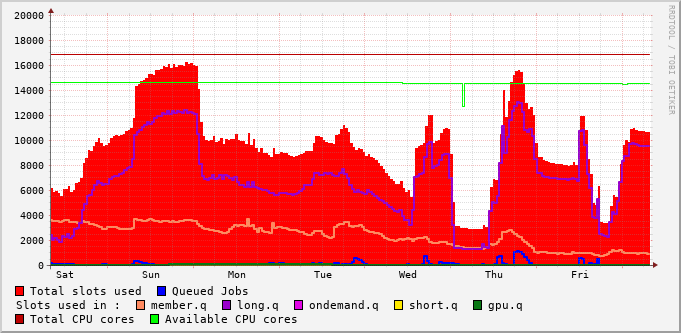 20000
18000
16000
14000
12000
10000
8000
6000
4000
2000
0
Sat Sun Mon Tue Wed Thu Fri
RRDTOOL / TOBI OETIKER
Total slots used Queued Jobs
Slots used in : member.q long.q ondemand.q short.q gpu.q
Total CPU cores Available CPU cores